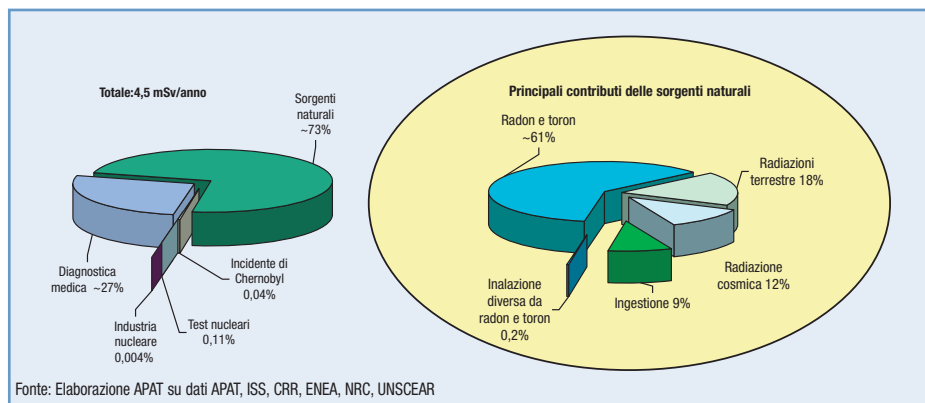 Totale:4,5 mSv/anno
Sorgenti
naturali
~73%
Diagnostica
medica ~27%
Industria
nucleare
0,004%
Test nucleari
0,11%
Incidente di
Chernobyl
0,04%
Principali contributi delle sorgenti naturali
Radon e toron
~61%
Radiazioni
terrestre 18%
Radiazione
cosmica 12%
Ingestione 9%
Inalazione
diversa da
radon e toron
0,2%
Fonte: Elaborazione APAT su dati APAT, ISS, CRR, ENEA, NRC, UNSCEAR